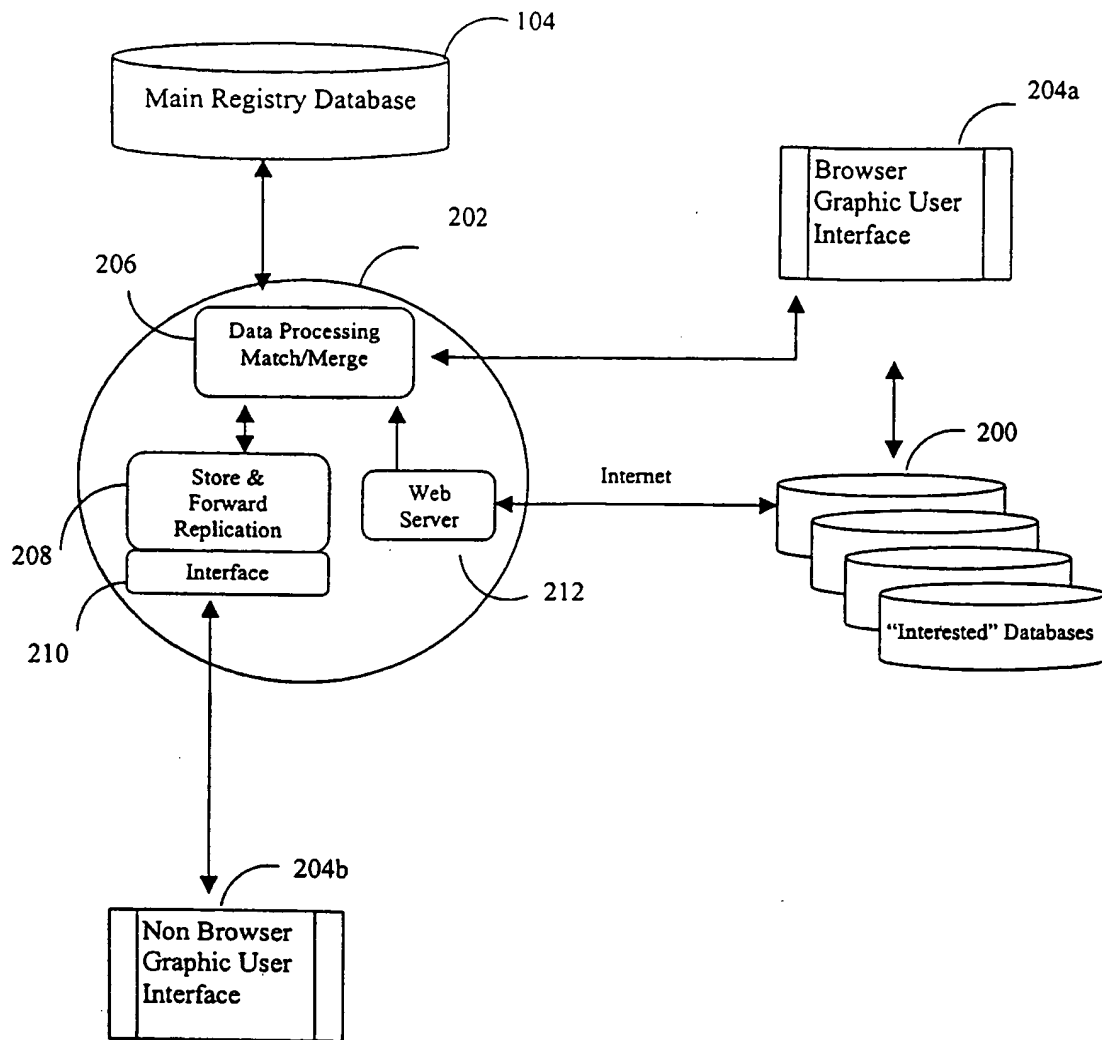 104
Main Registry Database
204a
Browser
Graphic User
Interface
202
206
Data Processing
Match/Merge
200
Internet
Store &
Forward
Replication
Web
Server
208
Interface
212
210
"Interested" Databases
204b
Non Browser
Graphic User
Interface